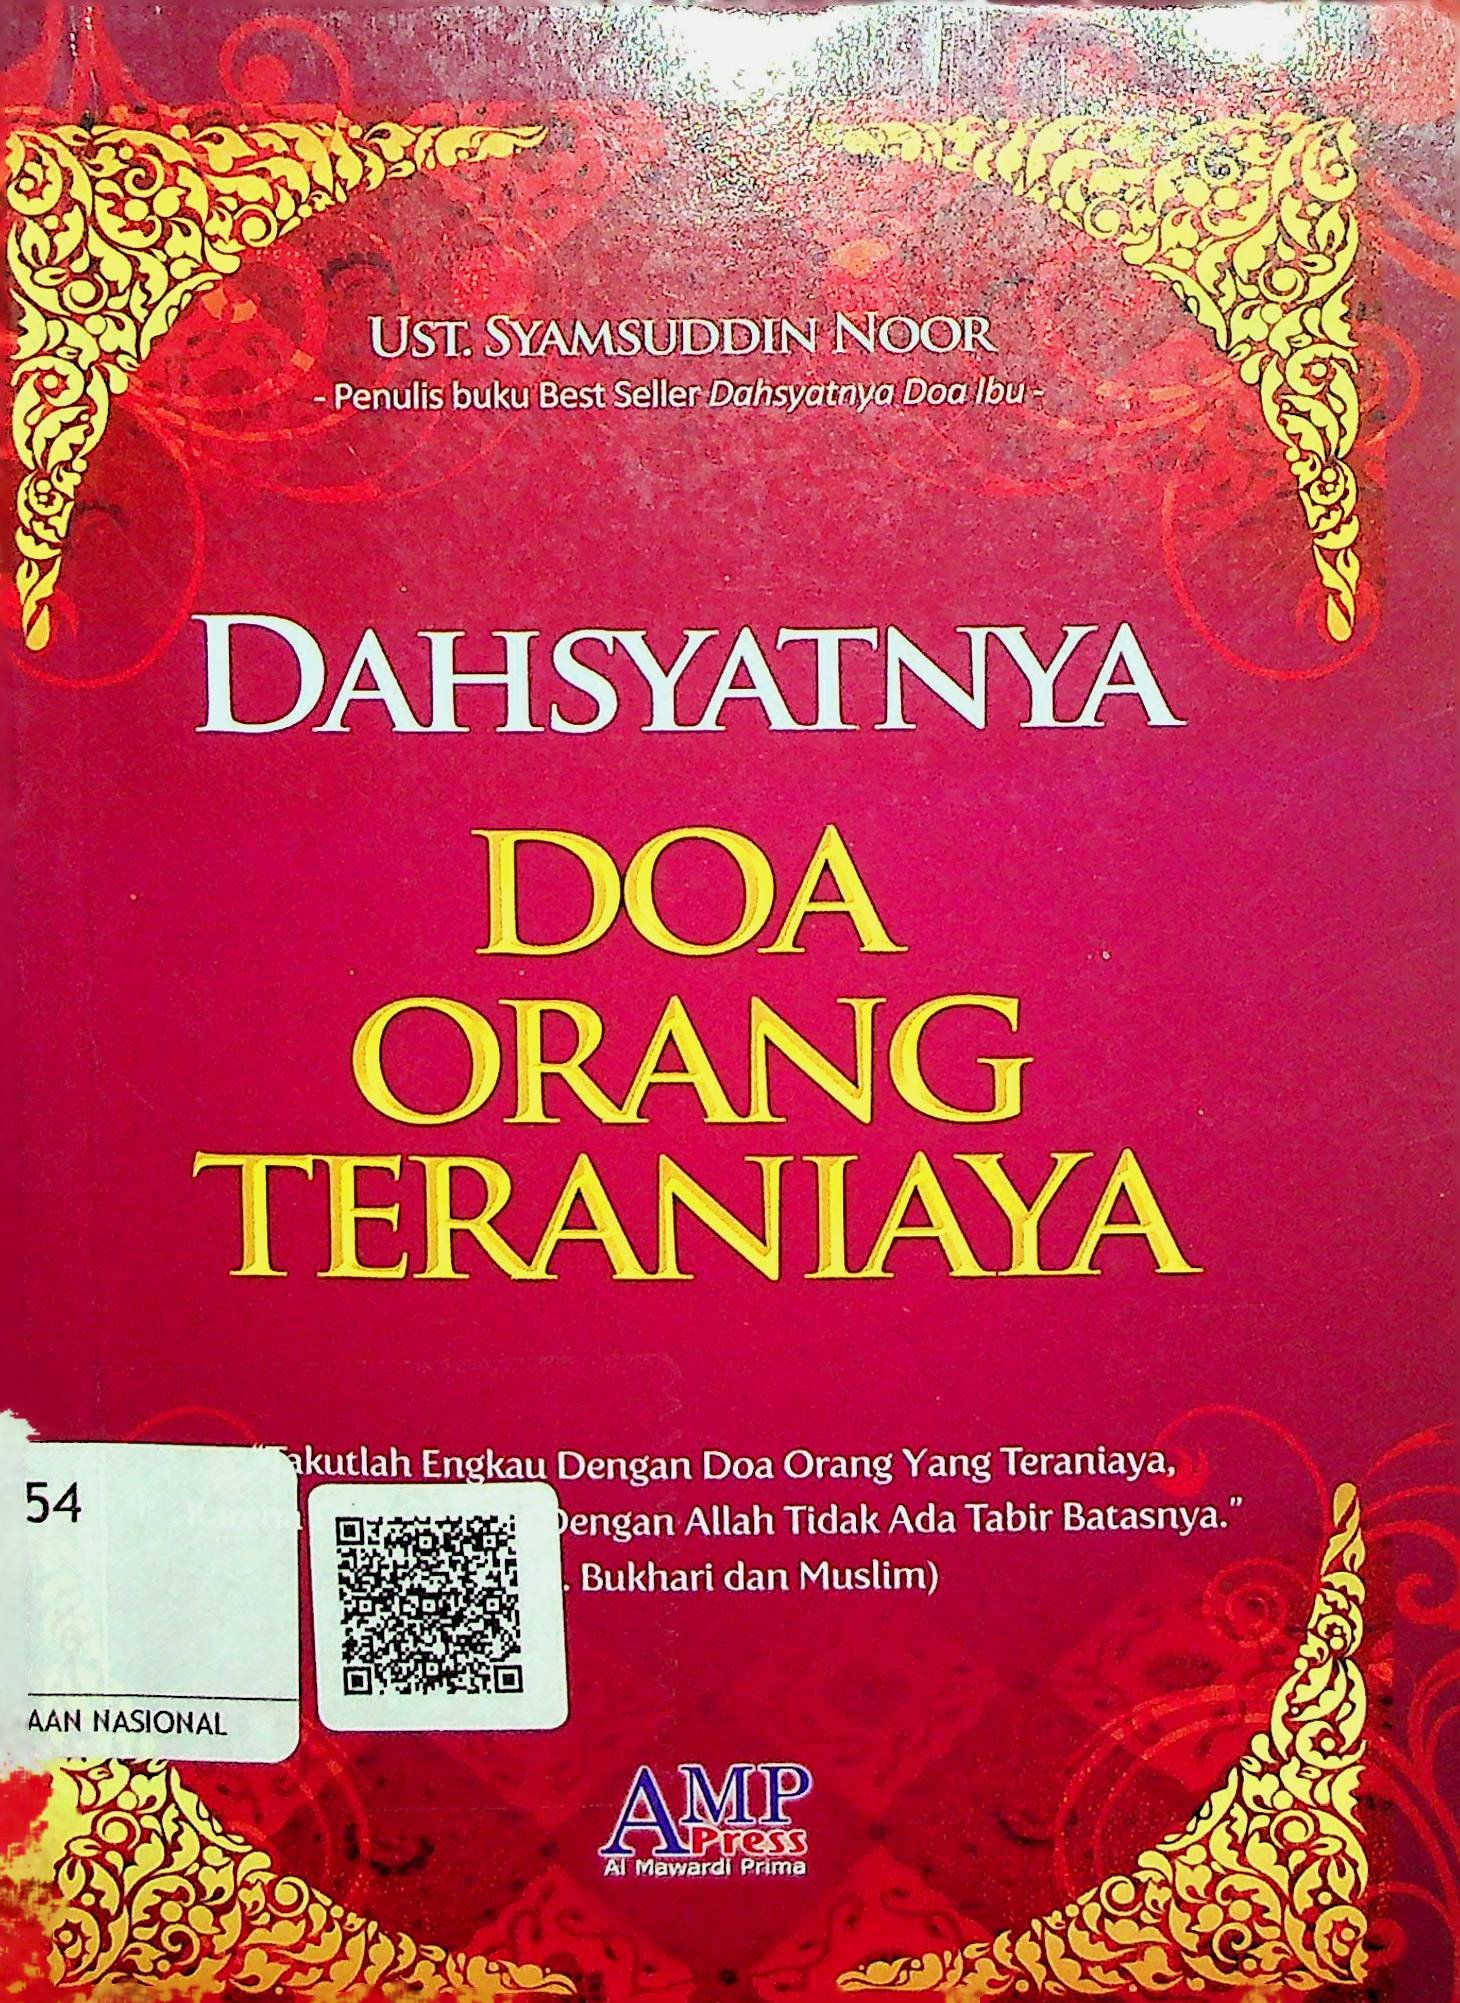 UST. SYAMSUDDIN NOOR
- Penulis buku Best Seller Dahsyatnya Doa Ibu -
DAHSYATNYA
DOA
ORANG
TERANIAYA
"Takutlah Engkau Dengan Doa Orang Yang Teraniaya,
Dengan Allah Tidak Ada Tabir Batasnya."
. Bukhari dan Muslim)
54
AAN NASIONAL
AMP
Press
Al Mawardi Prima